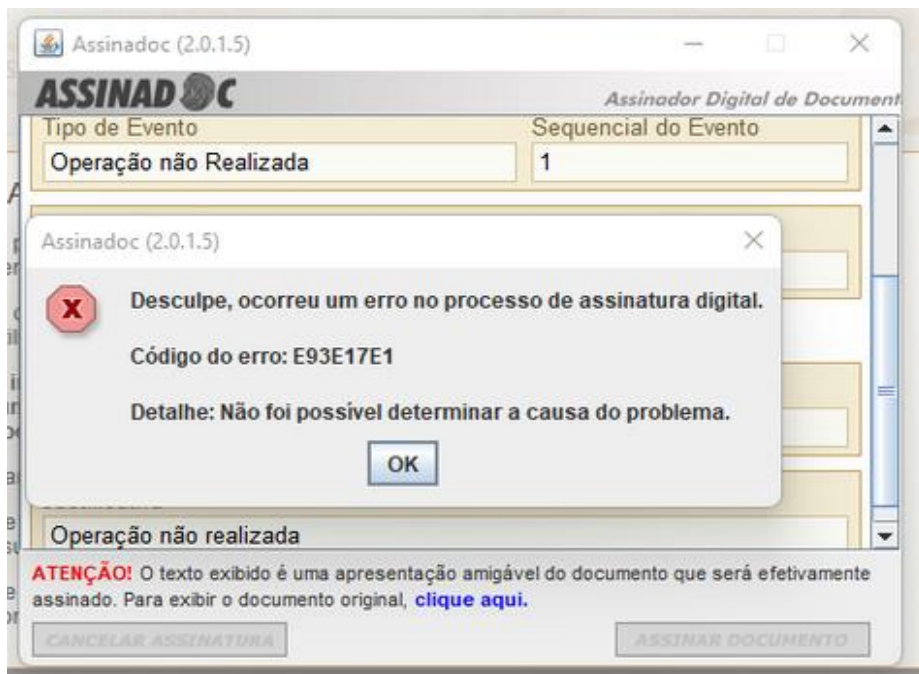 Assinadoc (2.0.1.5)
ASSINADOC
Assinador Digital de Document
Tipo de Evento
Sequencial do Evento
Operação não Realizada
1
Assinadoc (2.0.1.5)
Desculpe, ocorreu um erro no processo de assinatura digital.
Código do erro: E93E17E1
Detalhe: Não foi possível determinar a causa do problema.
OK
Operação não realizada
ATENÇÃO! O texto exibido é uma apresentação amigável do documento que será efetivamente
assinado. Para exibir o documento original, clique aqui.
CANCELAR ASSINATURA
ASSINAR DOCUMENTO